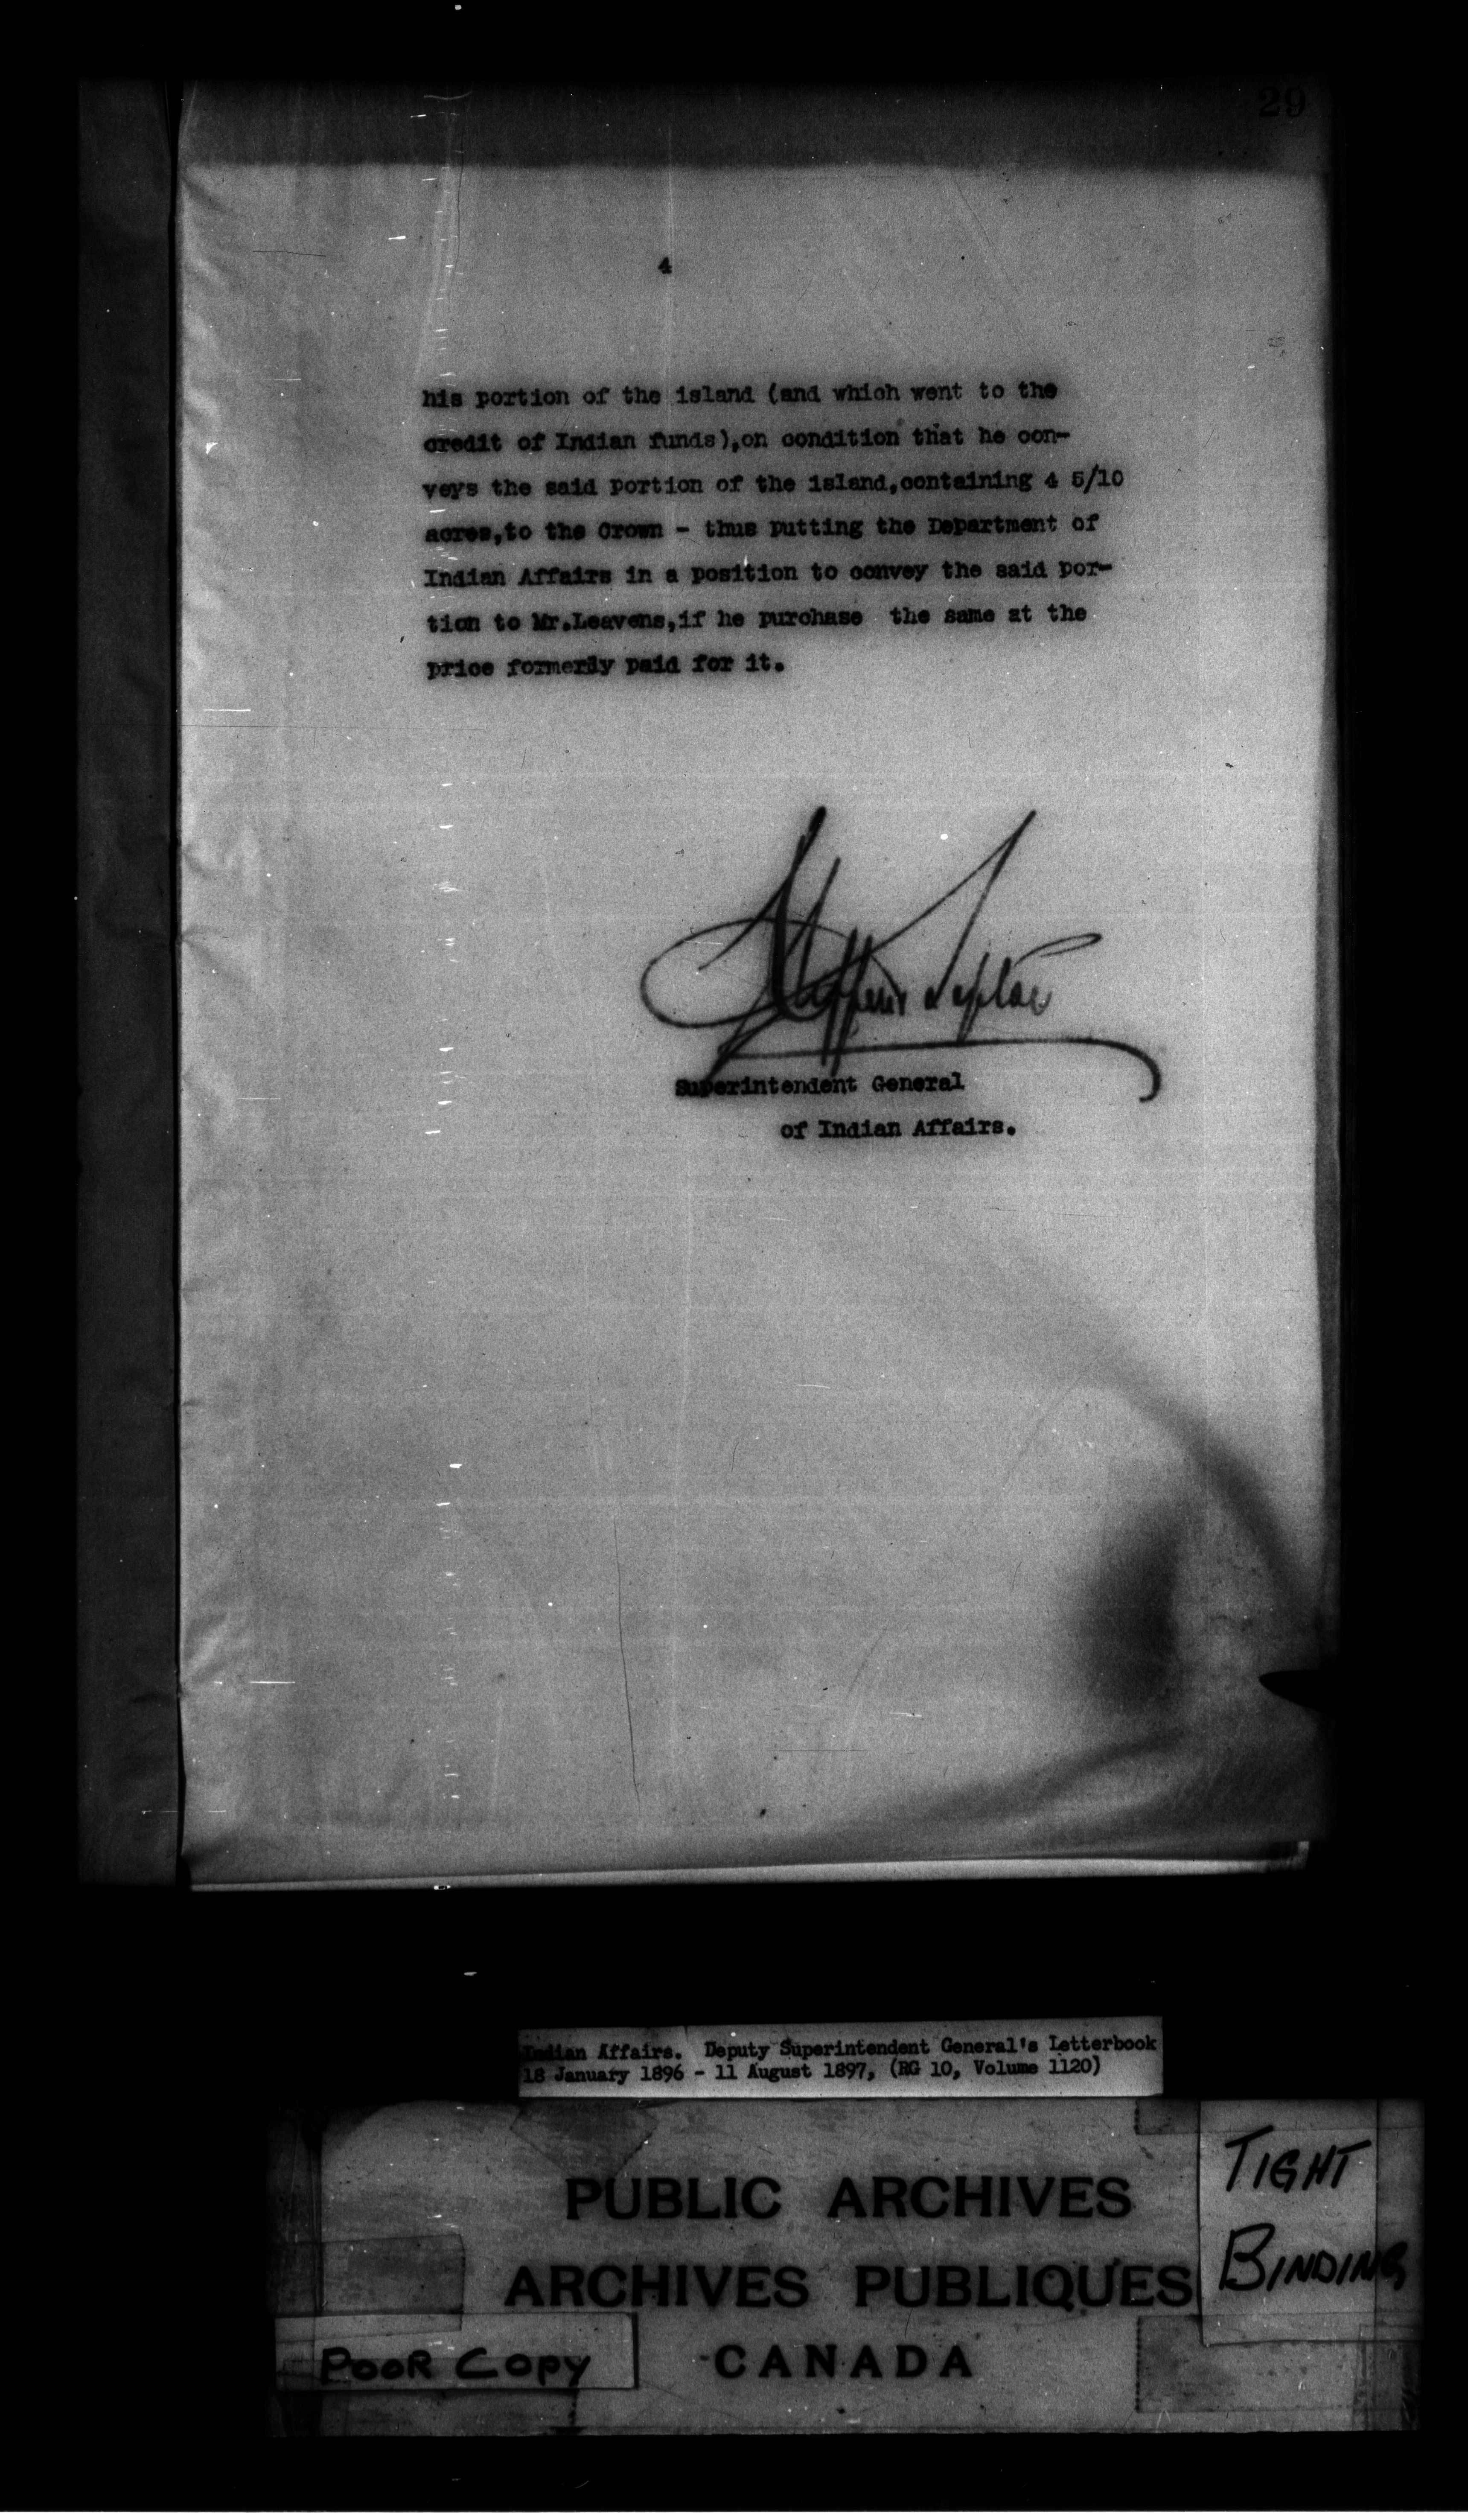 29
4
his portion of the island (and which went to the
credit of Indian funds),on condition that he con-
veys the said portion of the island,containing 4 5/10
acres,to the Crown - thus putting the Department of
Indian Affairs in a position to convey the said por-
tion to Mr.Leavens,if he purchase the same at the
price formerly paid for it.
Superintendent General
of Indian Affairs.
Indian Affairs. Deputy Superintendent General's Letterbook
18 January 1896 - 11 August 1897, (RG 10, Volume 1120)
PUBLIC ARCHIVES
ARCHIVES PUBLIQUES
CANADA
TIGHT
BINDING
POOR COPY